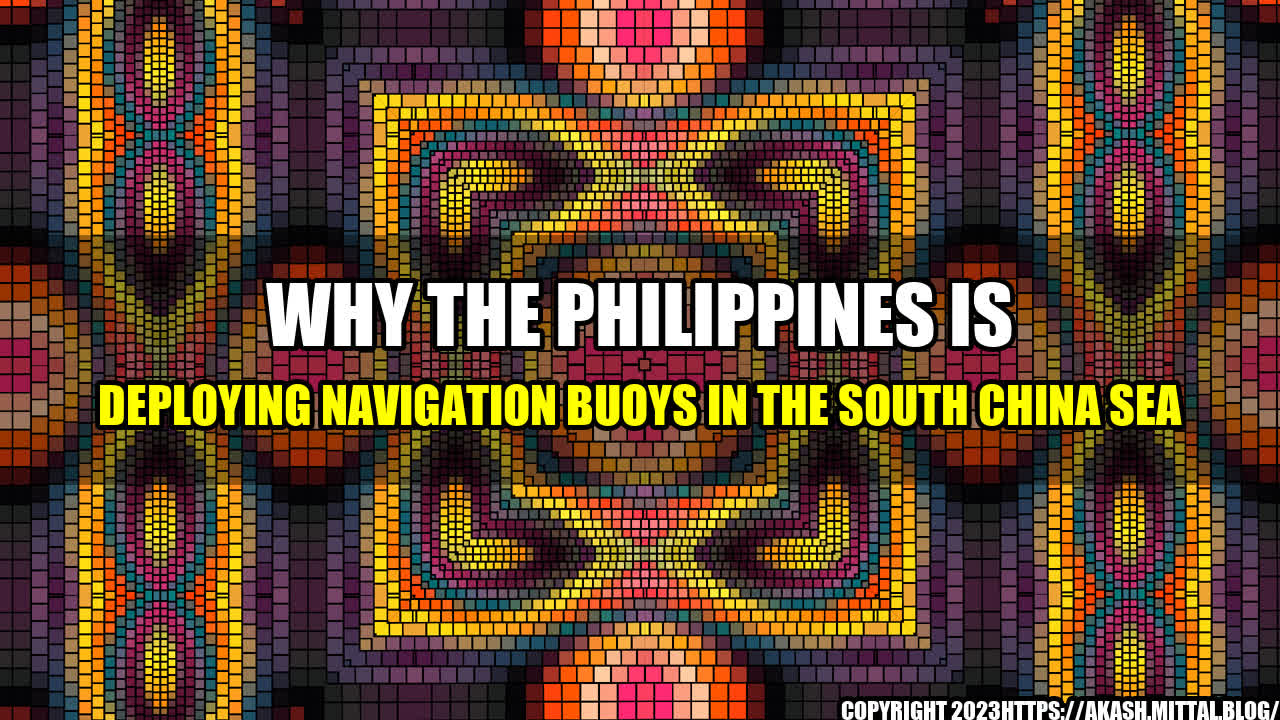 WHY THE PHILIPPINES IS
DEPLOYING NAVIGATION BUOYS IN THE SOUTH CHINA SEA
COPYRIGHT 2023HTTPS://AKASH.MITTAL.BLOG/